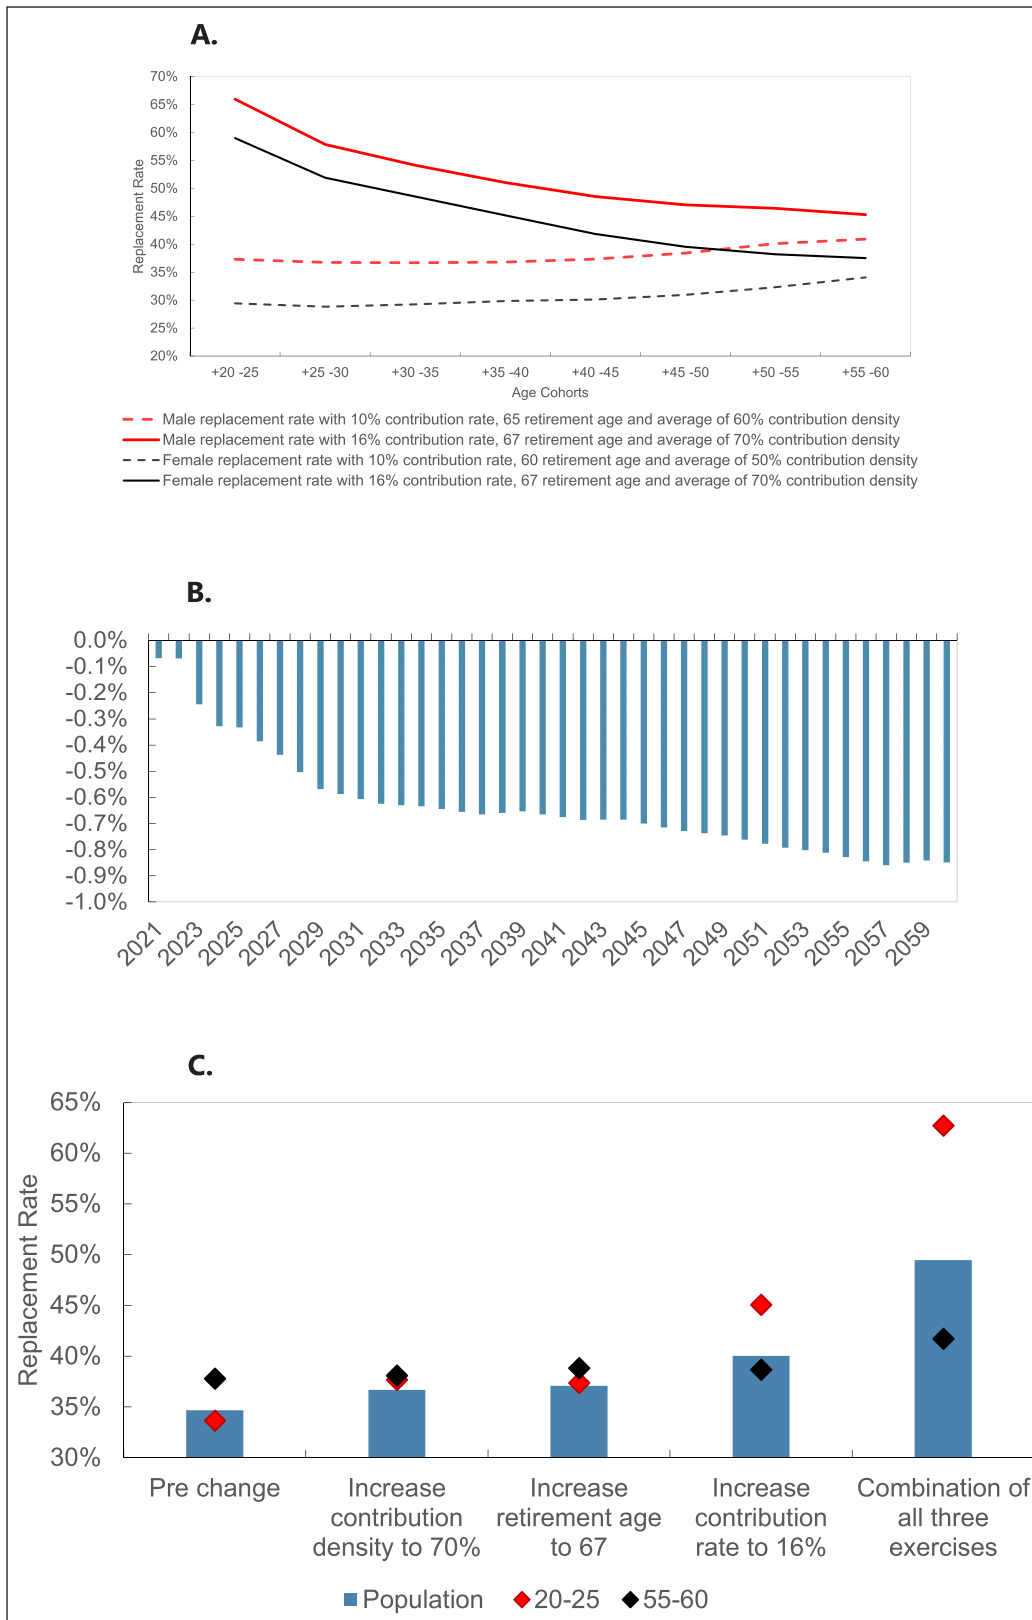 A.
70%
65%
60%
55%
50%
45%
40%
35%
30%
25%
20%
Replacement Rate
+20 -25
+25 -30
+30 -35
+35 -40
+40 -45
+45 -50
+50 -55
+55 -60
Age Cohorts
Male replacement rate with 10% contribution rate, 65 retirement age and average of 60% contribution density
Male replacement rate with 16% contribution rate, 67 retirement age and average of 70% contribution density
Female replacement rate with 10% contribution rate, 60 retirement age and average of 50% contribution density
Female replacement rate with 16% contribution rate, 67 retirement age and average of 70% contribution density
B.
0.0%
-0.1%
-0.2%
-0.3%
-0.4%
-0.5%
-0.6%
-0.7%
-0.8%
-0.9%
-1.0%
2021
2023
2025
2027
2029
2031
2033
2035
2037
2039
2041
2043
2045
2047
2049
2051
2053
2055
2057
2059
C.
65%
60%
55%
50%
45%
40%
35%
30%
Replacement Rate
Pre change
Increase
contribution
density to 70%
Increase
retirement age
to 67
Increase
contribution
rate to 16%
Combination of
all three
exercises
Population
20-25
55-60